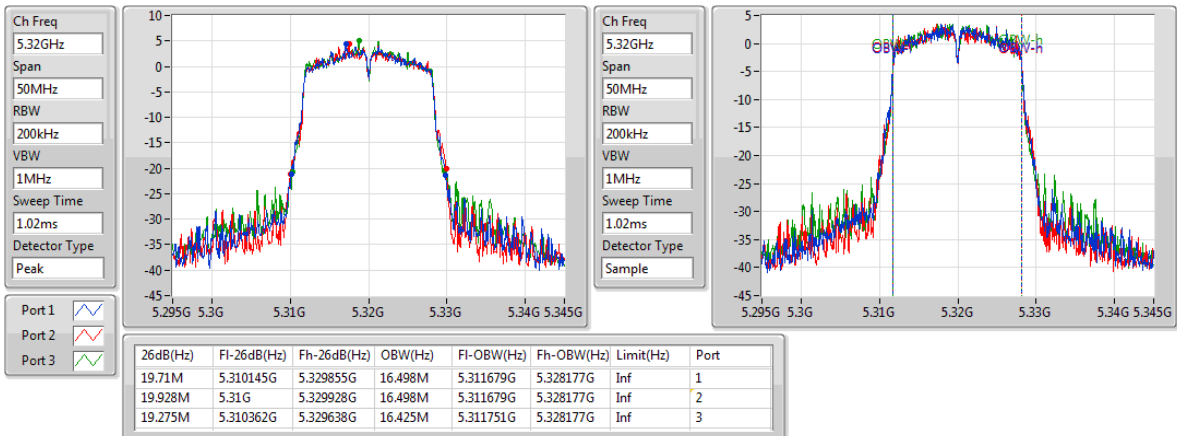 Ch Freq
5.32GHz
Span
50MHz
RBW
200kHz
VBW
1MHz
Sweep Time
1.02ms
Detector Type
Peak
10
5
0
-5
-10
-15
-20
-25
-30
-35
-40
-45
5.295G 5.3G 5.31G 5.32G 5.33G 5.34G 5.345G
Ch Freq
5.32GHz
Span
50MHz
RBW
200kHz
VBW
1MHz
Sweep Time
1.02ms
Detector Type
Sample
5
0
-5
-10
-15
-20
-25
-30
-35
-40
-45
OBW-h
5.295G 5.3G 5.31G 5.32G 5.33G 5.34G 5.345G
Port 1
Port 2
Port 3
26dB(Hz) Fl-26dB(Hz) Fh-26dB(Hz) OBW(Hz) Fl-OBW(Hz) Fh-OBW(Hz) Limit(Hz) Port
19.71M 5.310145G 5.329855G 16.498M 5.311679G 5.328177G Inf 1
19.928M 5.31G 5.329928G 16.498M 5.311679G 5.328177G Inf 2
19.275M 5.310362G 5.329638G 16.425M 5.311751G 5.328177G Inf 3